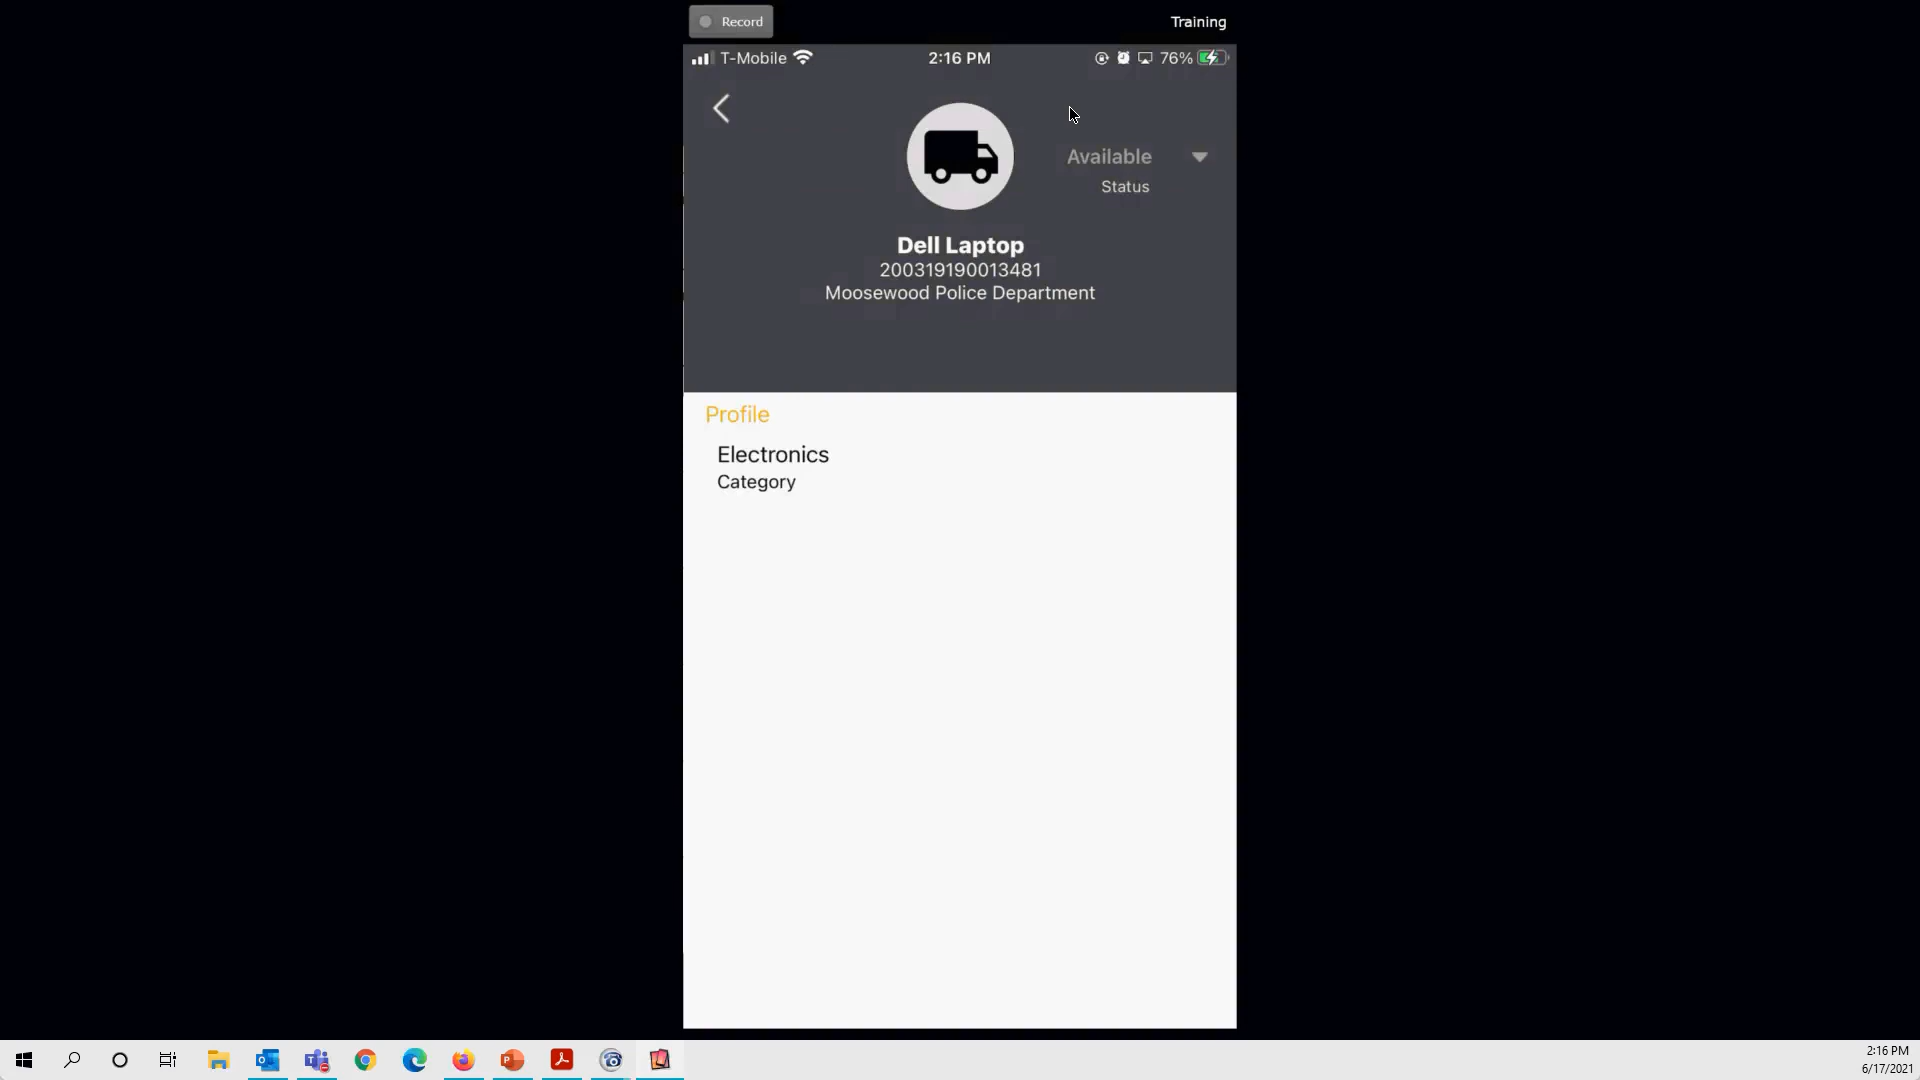 Record
Training
T-Mobile
2:16 PM
76%
Available
Status
Dell Laptop
200319190013481
Moosewood Police Department
Profile
Electronics
Category
2:16 PM
6/17/2021